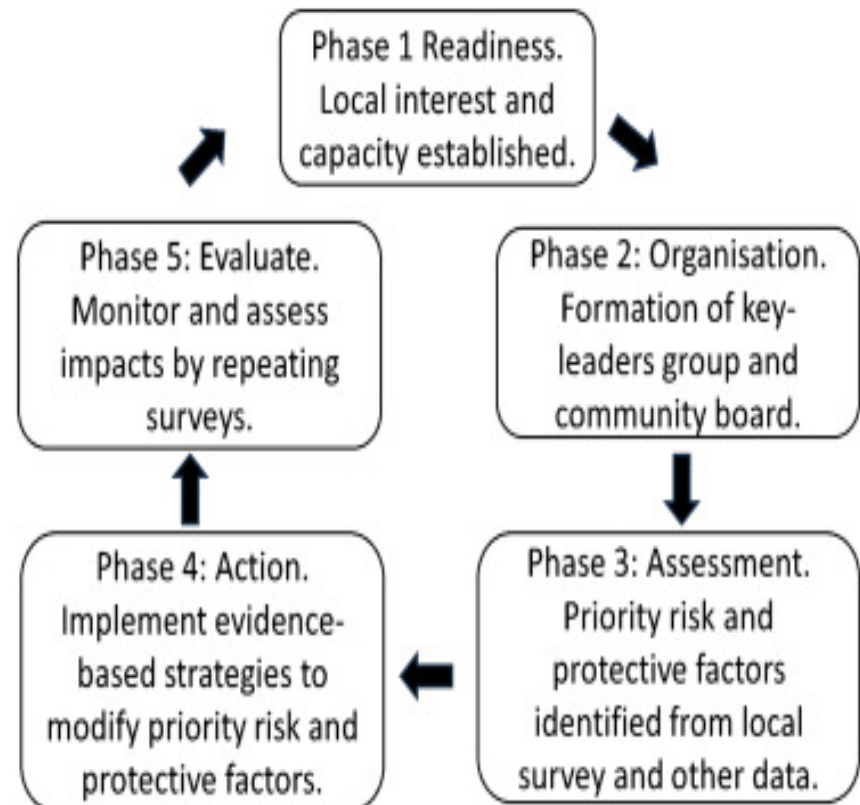 Phase 1 Readiness.
Local interest and
capacity established.
Phase 2: Organisation.
Formation of key-
leaders group and
community board.
Phase 3: Assessment.
Priority risk and
protective factors
identified from local
survey and other data.
Phase 4: Action.
Implement evidence-
based strategies to
modify priority risk and
protective factors.
Phase 5: Evaluate.
Monitor and assess
impacts by repeating
surveys.